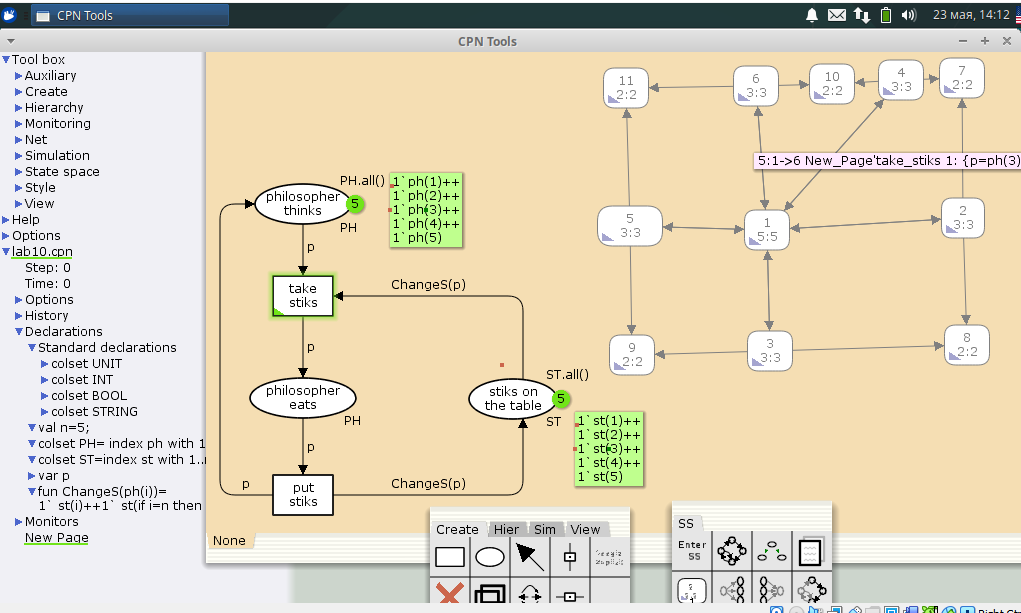 CPN Tools
23 мая, 14:12
CPN Tools
Tool box
Auxiliary
Create
Hierarchy
Monitoring
Net
Simulation
State space
Style
View
Help
Options
lab10.cpn
Step: 0
Time: 0
Options
History
Declarations
Standard declarations
colset UNIT
colset INT
colset BOOL
colset STRING
val n=5;
colset PH= index ph with 1
colset ST=index st with 1..
var p
fun ChangeS(ph(i))=
1` st(i)++1` st(if i=n then
Monitors
New Page
PH.all()
philosopher
thinks
5
PH
1`ph(1)++
1`ph(2)++
1`ph(3)++
1`ph(4)++
1`ph(5)
p
take
stiks
ChangeS(p)
p
philosopher
eats
PH
ST.all()
stiks on
the table
5
ST
1`st(1)++
1`st(2)++
1`st(3)++
1`st(4)++
1`st(5)
p
p
put
stiks
ChangeS(p)
11
2:2
6
3:3
10
2:2
4
3:3
7
2:2
5:1->6 New_Page'take_stiks 1: {p=ph(3)
5
3:3
1
5:5
2
3:3
9
2:2
3
3:3
8
2:2
None
Create
Hier
Sim
View
SS
Enter
SS
Right Ct